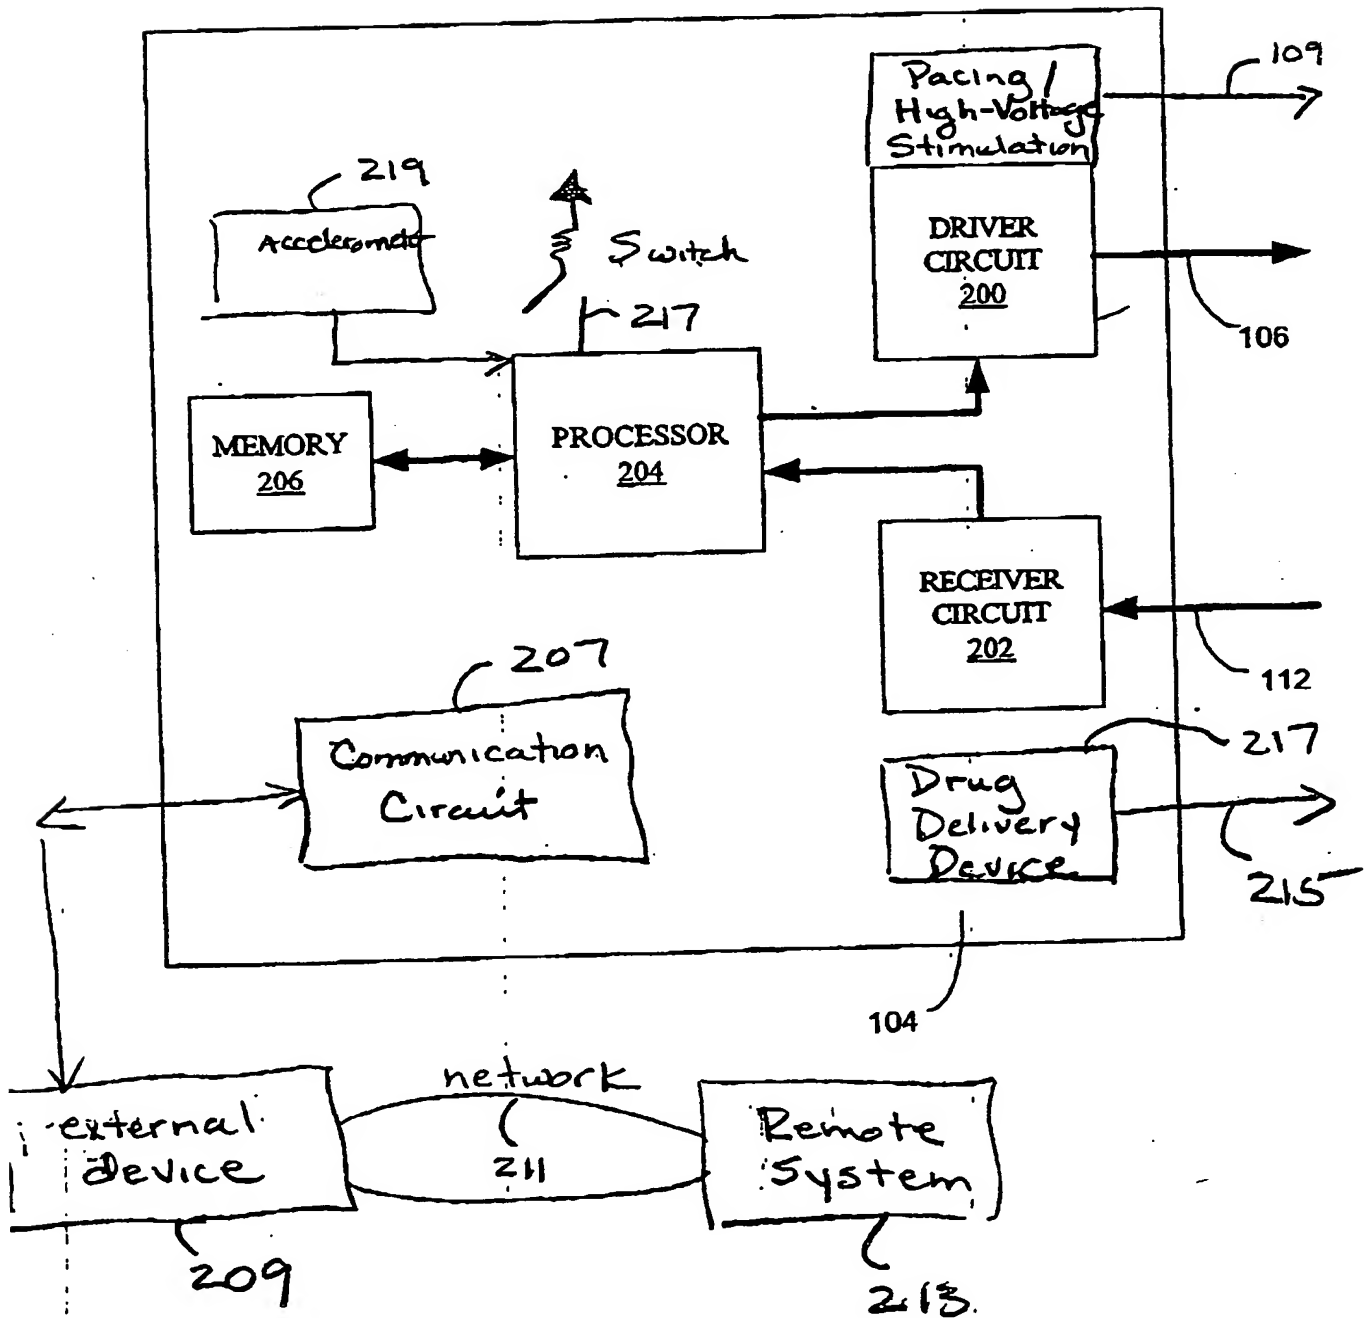 109
Pacing /
High-Voltage
Stimulation
219
Accelerometer
Switch
DRIVER
CIRCUIT
200
217
106
MEMORY
206
PROCESSOR
204
RECEIVER
CIRCUIT
202
207
112
217
Communication
Circuit
Drug
Delivery
Device
215
104
network
external
device
211
Remote
System
209
213